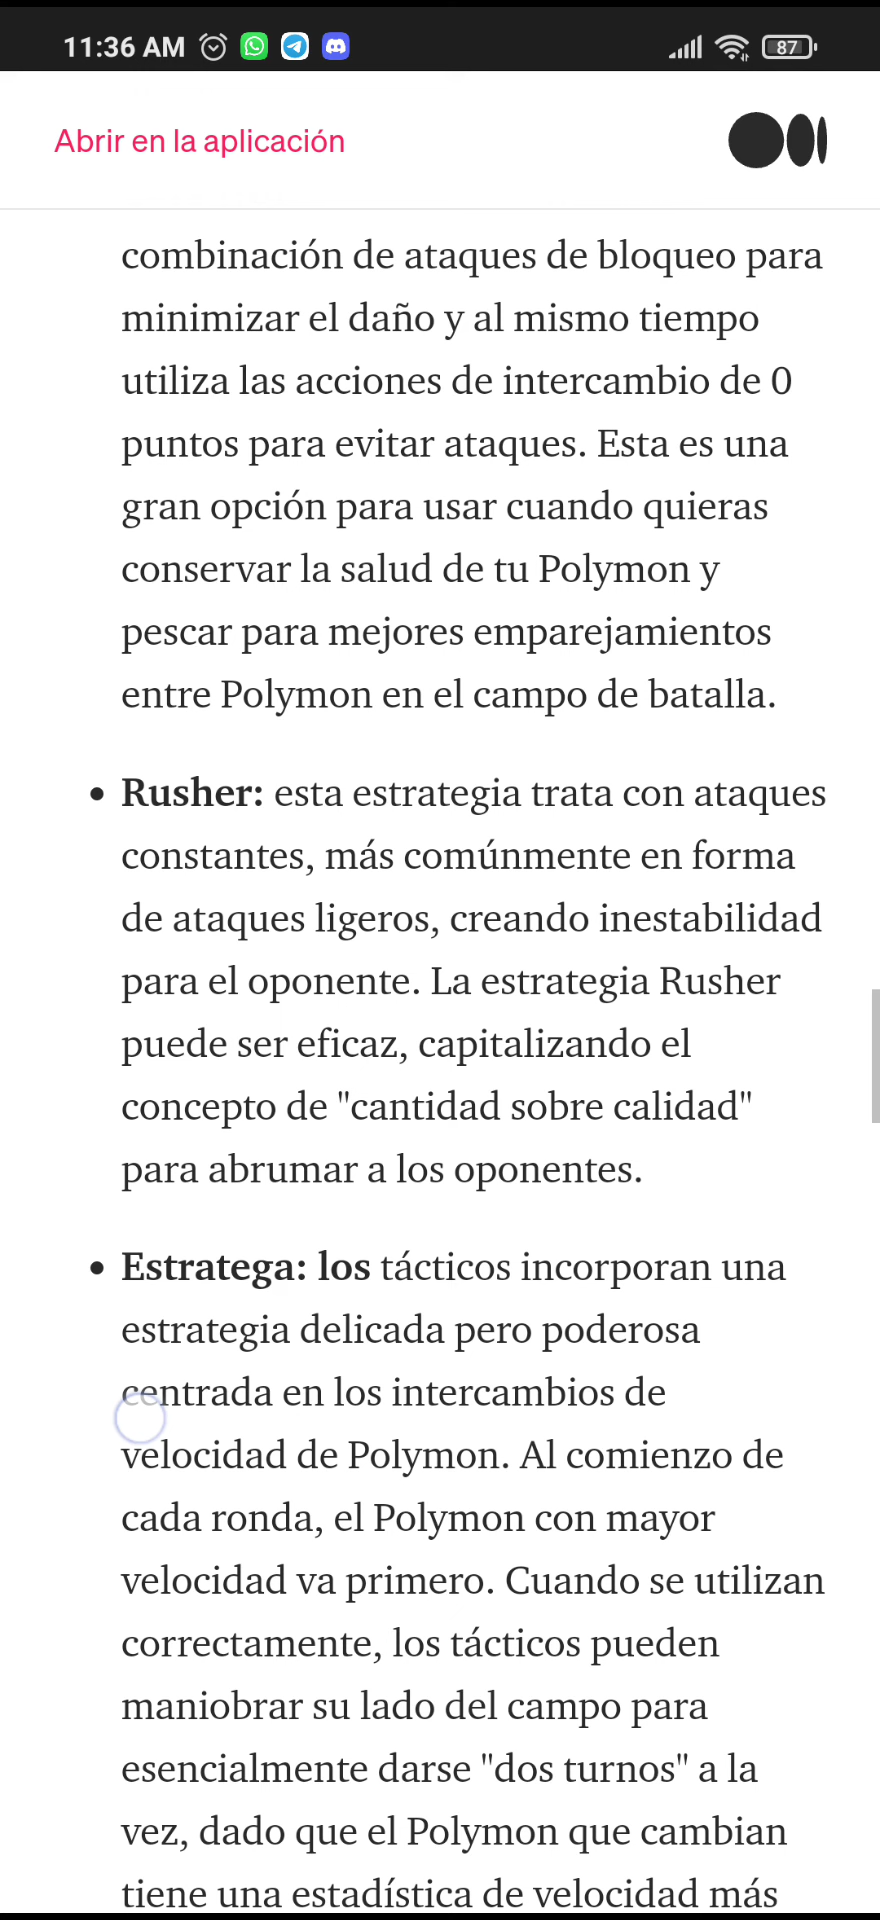 11:36 AM
87
Abrir en la aplicación
combinación de ataques de bloqueo para
minimizar el daño y al mismo tiempo
utiliza las acciones de intercambio de 0
puntos para evitar ataques. Esta es una
gran opción para usar cuando quieras
conservar la salud de tu Polymon y
pescar para mejores emparejamientos
entre Polymon en el campo de batalla.
• Rusher: esta estrategia trata con ataques
constantes, más comúnmente en forma
de ataques ligeros, creando inestabilidad
para el oponente. La estrategia Rusher
puede ser eficaz, capitalizando el
concepto de "cantidad sobre calidad"
para abrumar a los oponentes.
• Estratega: los tácticos incorporan una
estrategia delicada pero poderosa
centrada en los intercambios de
velocidad de Polymon. Al comienzo de
cada ronda, el Polymon con mayor
velocidad va primero. Cuando se utilizan
correctamente, los tácticos pueden
maniobrar su lado del campo para
esencialmente darse "dos turnos" a la
vez, dado que el Polymon que cambian
tiene una estadística de velocidad más